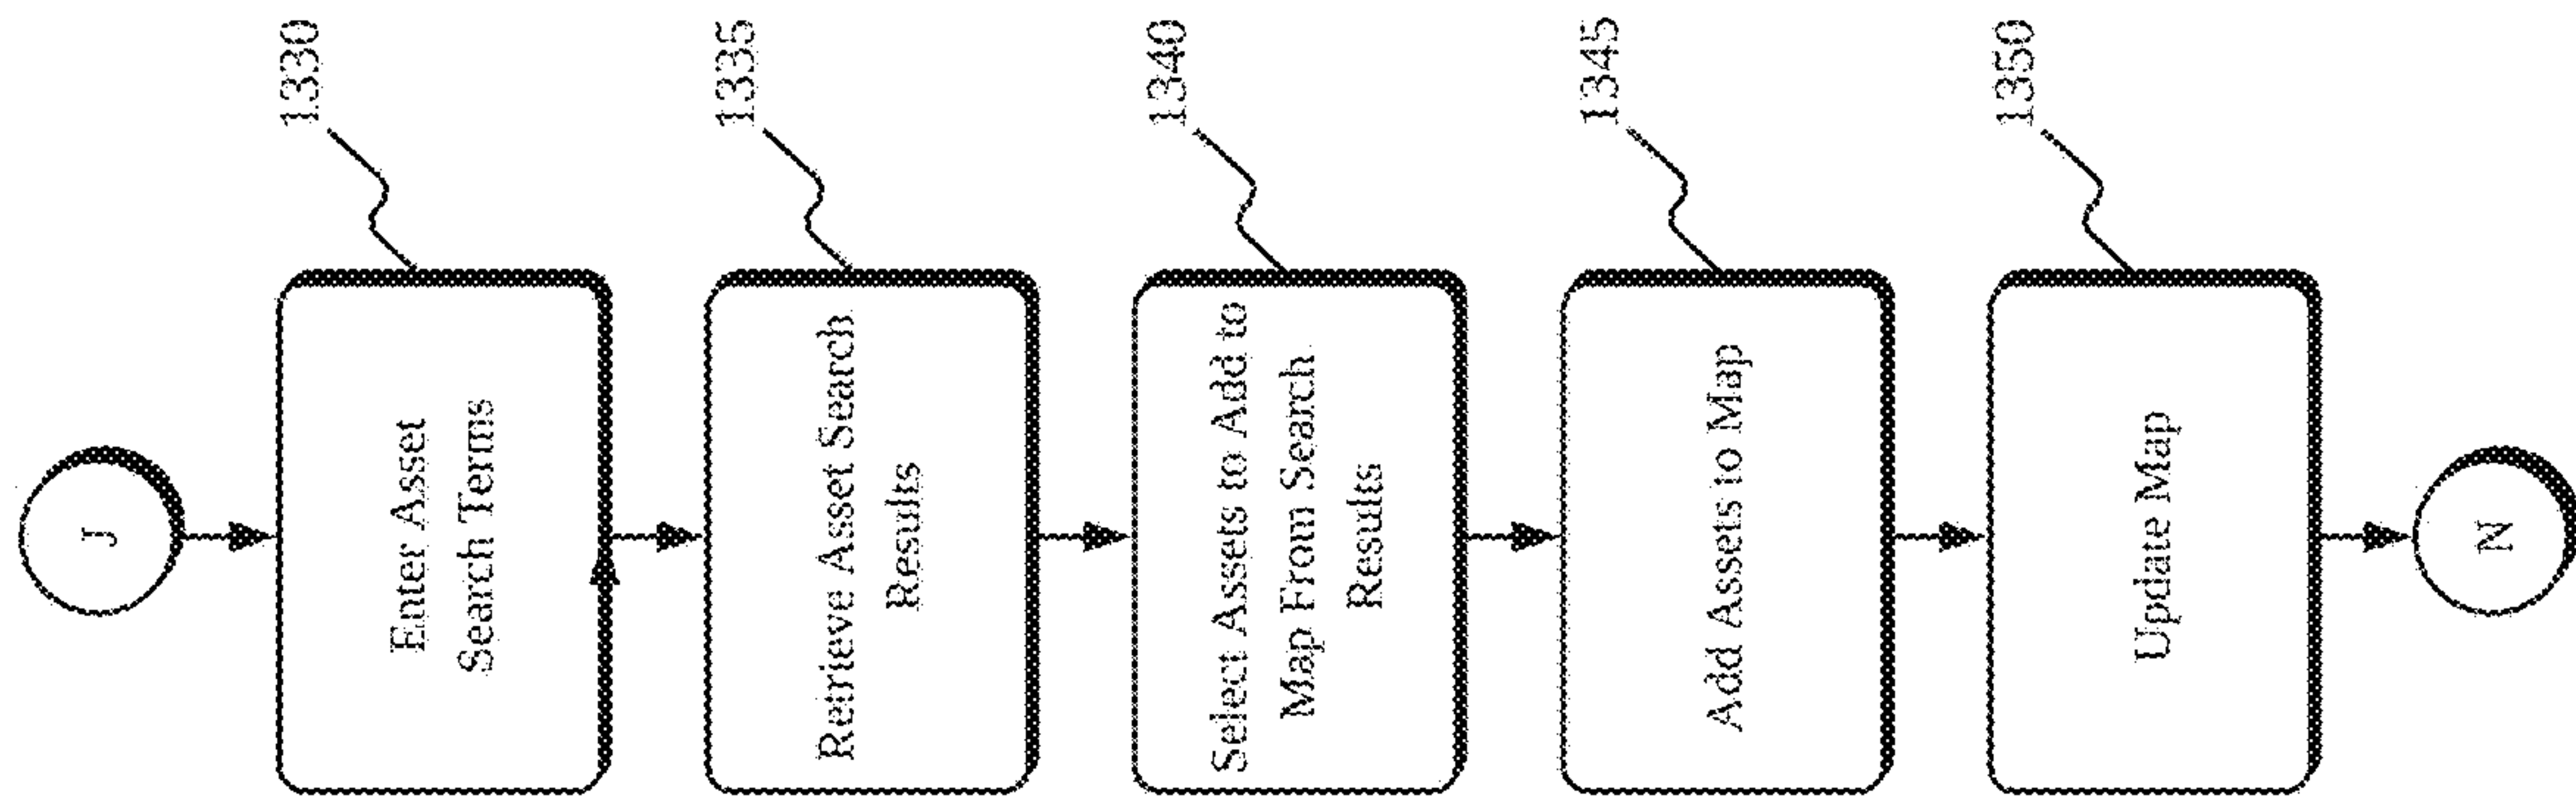 J
1330
Enter Asset
Search Terms
1335
Retrieve Asset Search
Results
1340
Select Assets to Add to
Map From Search
Results
1345
Add Assets to Map
1350
Update Map
N